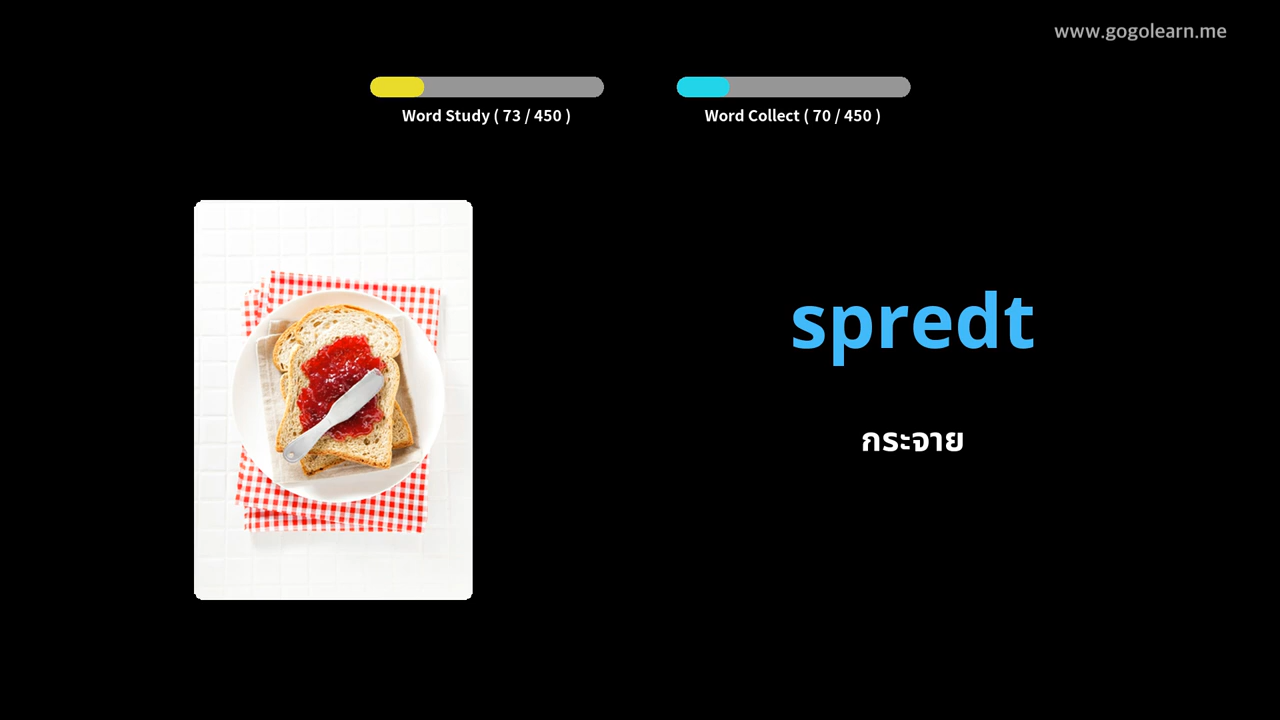 www.gogolearn.me
Word Study ( 73 / 450 )
Word Collect ( 70 / 450 )
spredt
กระจาย